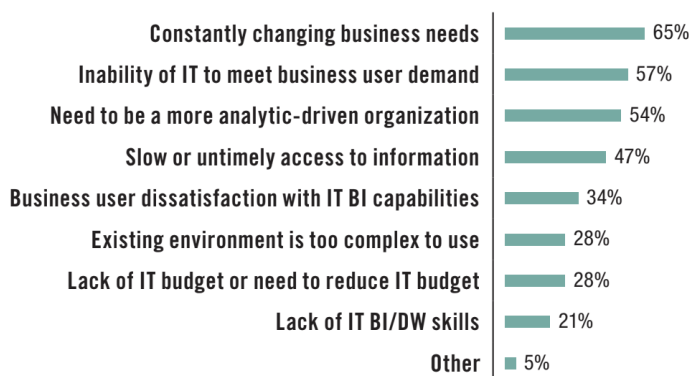 Constantly changing business needs 65%
Inability of IT to meet business user demand 57%
Need to be a more analytic-driven organization 54%
Slow or untimely access to information 47%
Business user dissatisfaction with IT BI capabilities 34%
Existing environment is too complex to use 28%
Lack of IT budget or need to reduce IT budget 28%
Lack of IT BI/DW skills 21%
Other 5%